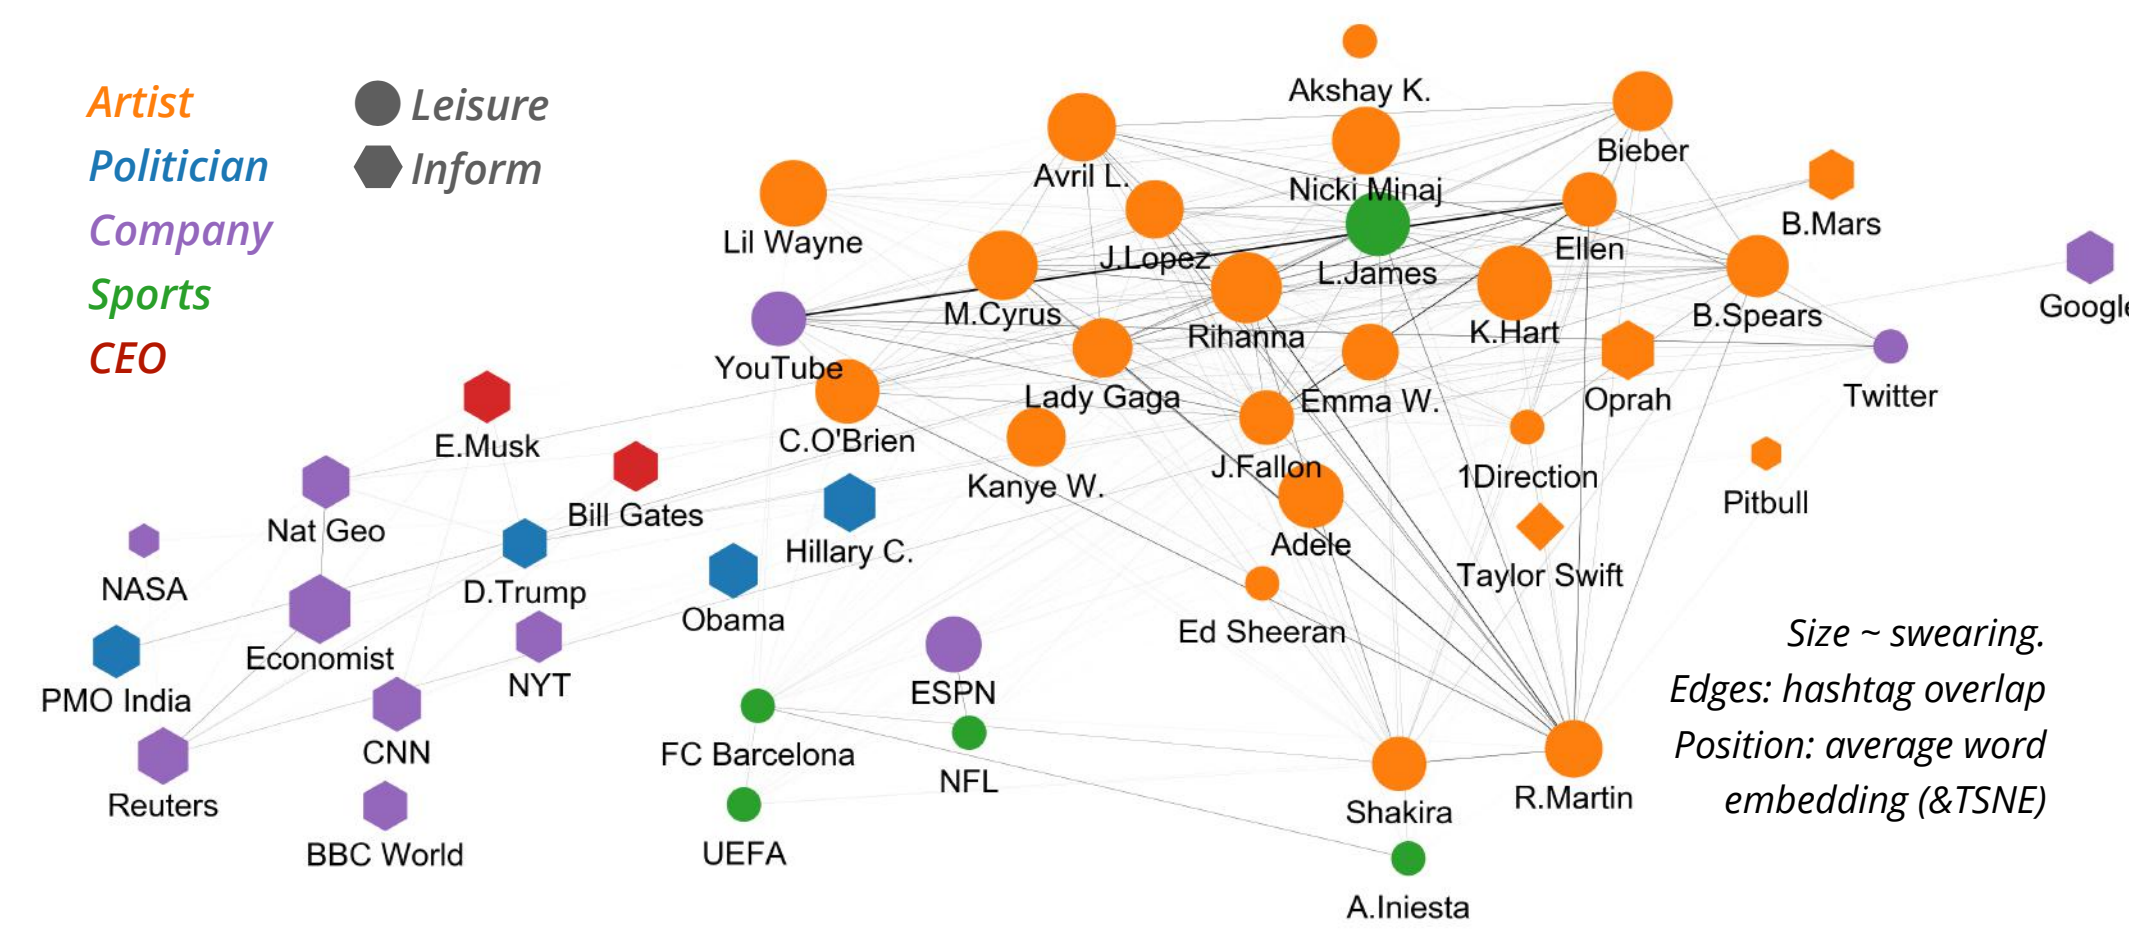 Artist
Leisure
Politician
Inform
Company
Sports
CEO
Akshay K.
Bieber
Avril L.
Nicki Minaj
B.Mars
Lil Wayne
J.Lopez
L.James
Ellen
Google
M.Cyrus
Rihanna
K.Hart
B.Spears
YouTube
Lady Gaga
Emma W.
Oprah
Twitter
E.Musk
C.O'Brien
J.Fallon
1Direction
Kanye W.
Pitbull
Bill Gates
Nat Geo
Hillary C.
Adele
NASA
D.Trump
Taylor Swift
Obama
Ed Sheeran
Economist
PMO India
NYT
ESPN
CNN
FC Barcelona
NFL
Reuters
Shakira
R.Martin
BBC World
UEFA
A.Iniesta
Size ~ swearing.
Edges: hashtag overlap
Position: average word
embedding (&TSNE)